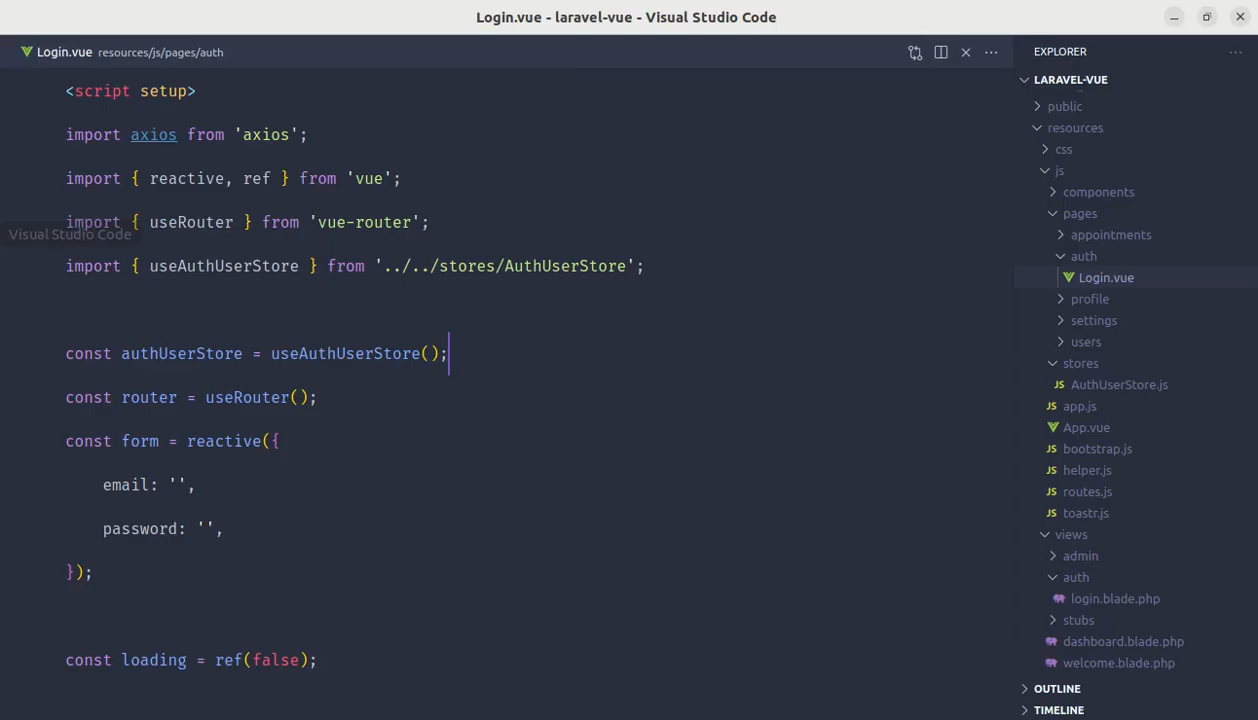 Login.vue - laravel-vue - Visual Studio Code
Login.vue resources/js/pages/auth
<script setup>
import axios from 'axios';
import { reactive, ref } from 'vue';
import { useRouter } from 'vue-router';
Visual Studio Code
import { useAuthUserStore } from '../../stores/AuthUserStore';
const authUserStore = useAuthUserStore();
const router = useRouter();
const form = reactive({
email: '',
password: '',
});
const loading = ref(false);
EXPLORER
LARAVEL-VUE
public
resources
css
js
components
pages
appointments
auth
Login.vue
profile
settings
users
stores
JS AuthUserStore.js
JS app.js
App.vue
JS bootstrap.js
JS helper.js
JS routes.js
JS toastr.js
views
admin
auth
login.blade.php
stubs
dashboard.blade.php
welcome.blade.php
OUTLINE
TIMELINE